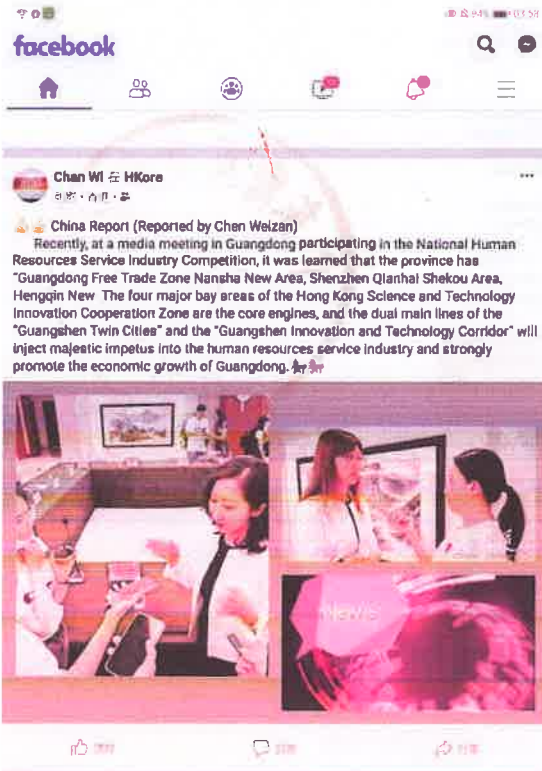 03:58
facebook
Chan WI 在 HKore
China Report (Reported by Chen Weizan)
Recently, at a media meeting in Guangdong participating in the National Human
Resources Service Industry Competition, it was learned that the province has
"Guangdong Free Trade Zone Nansha New Area, Shenzhen Qianhai Shekou Area,
Hengqin New The four major bay areas of the Hong Kong Science and Technology
Innovation Cooperation Zone are the core engines, and the dual main lines of the
"Guangshen Twin Cities" and the "Guangshen Innovation and Technology Corridor" will
inject majestic impetus into the human resources service industry and strongly
promote the economic growth of Guangdong.
NEWS